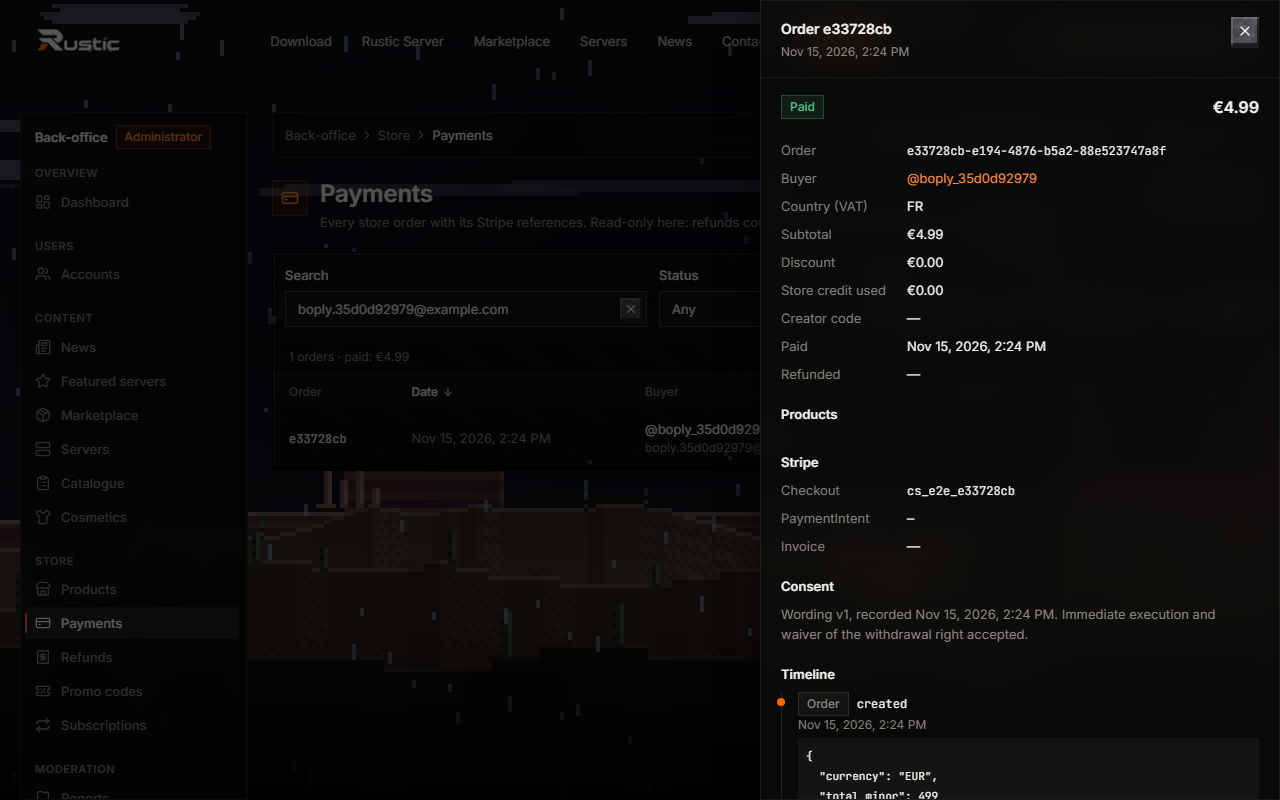 Rustic
Download
Rustic Server
Marketplace
Servers
News
Back-office Administrator
OVERVIEW
Dashboard
USERS
Accounts
CONTENT
News
Featured servers
Marketplace
Servers
Catalogue
Cosmetics
STORE
Products
Payments
Refunds
Promo codes
Subscriptions
MODERATION
Reports
Back-office > Store > Payments
Payments
Every store order with its Stripe references. Read-only here: refunds
Search
Status
boply.35d0d92979@example.com
Any
1 orders · paid: €4.99
Order Date ↓ Buyer
e33728cb Nov 15, 2026, 2:24 PM @boply_35d0d929
boply.35d0d92979@
Order e33728cb
Nov 15, 2026, 2:24 PM
Paid €4.99
Order e33728cb-e194-4876-b5a2-88e523747a8f
Buyer @boply_35d0d92979
Country (VAT) FR
Subtotal €4.99
Discount €0.00
Store credit used €0.00
Creator code —
Paid Nov 15, 2026, 2:24 PM
Refunded —
Products
Stripe
Checkout cs_e2e_e33728cb
PaymentIntent –
Invoice —
Consent
Wording v1, recorded Nov 15, 2026, 2:24 PM. Immediate execution and
waiver of the withdrawal right accepted.
Timeline
Order created
Nov 15, 2026, 2:24 PM
{
"currency": "EUR",
"total_minor": 499